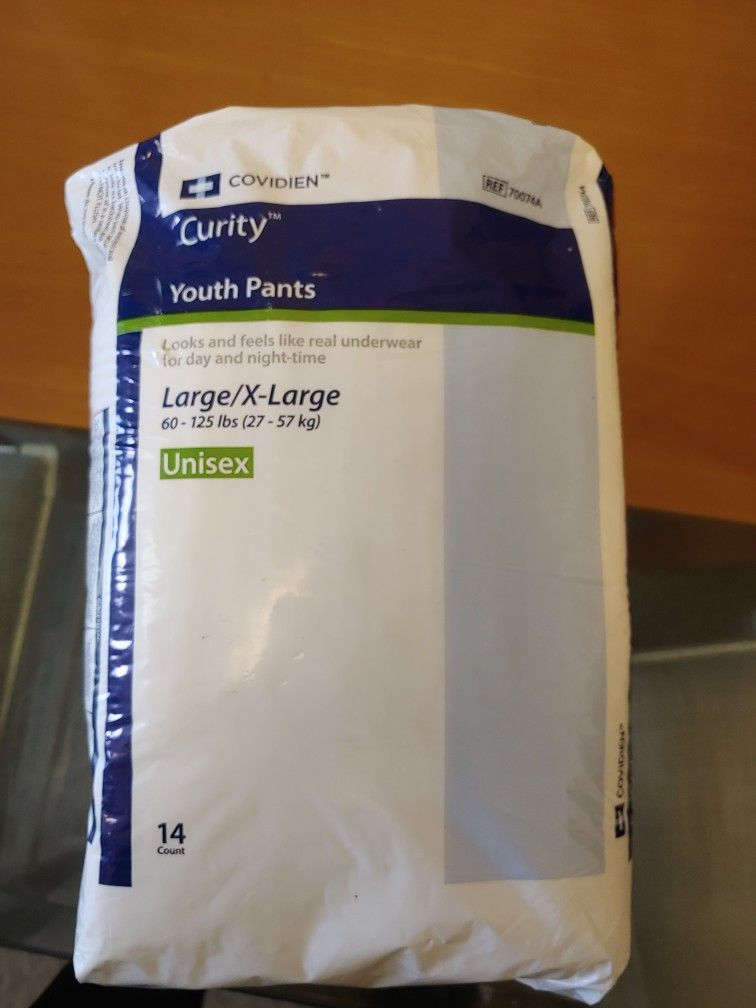 COVIDIEN™
REF 70074A
Curity™
Youth Pants
Looks and feels like real underwear
for day and night-time
Large/X-Large
60 - 125 lbs (27 - 57 kg)
Unisex
14
Count
COVIDIEN™